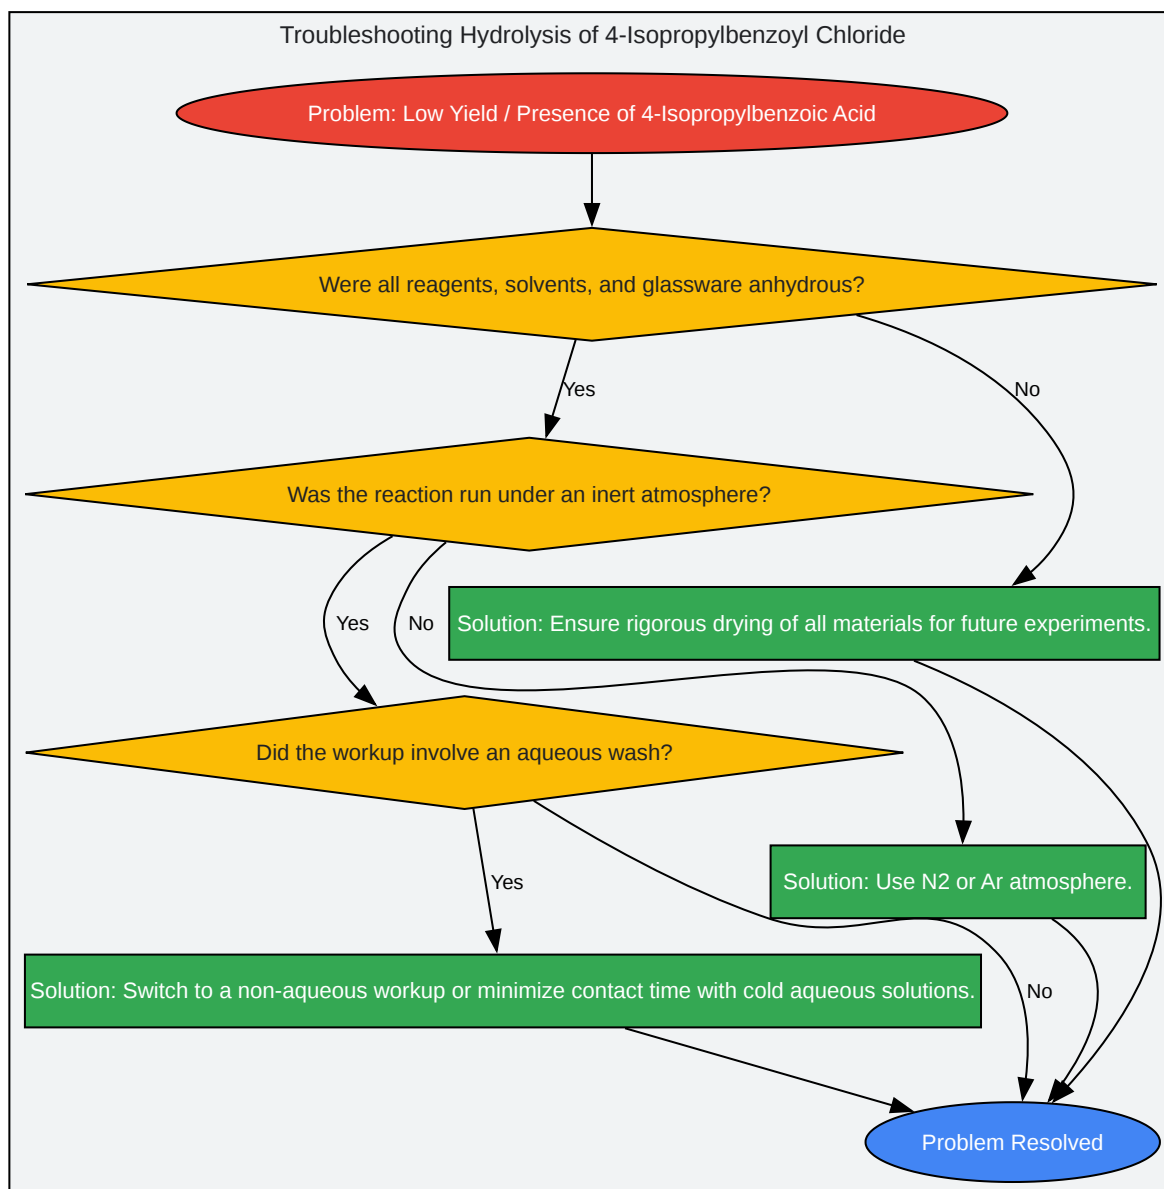 Troubleshooting Hydrolysis of 4-Isopropylbenzoyl Chloride
Problem: Low Yield / Presence of 4-Isopropylbenzoic Acid
Were all reagents, solvents, and glassware anhydrous?
Yes
No
Was the reaction run under an inert atmosphere?
Yes
No
Solution: Ensure rigorous drying of all materials for future experiments.
Did the workup involve an aqueous wash?
Yes
Solution: Use N2 or Ar atmosphere.
Solution: Switch to a non-aqueous workup or minimize contact time with cold aqueous solutions.
No
Problem Resolved